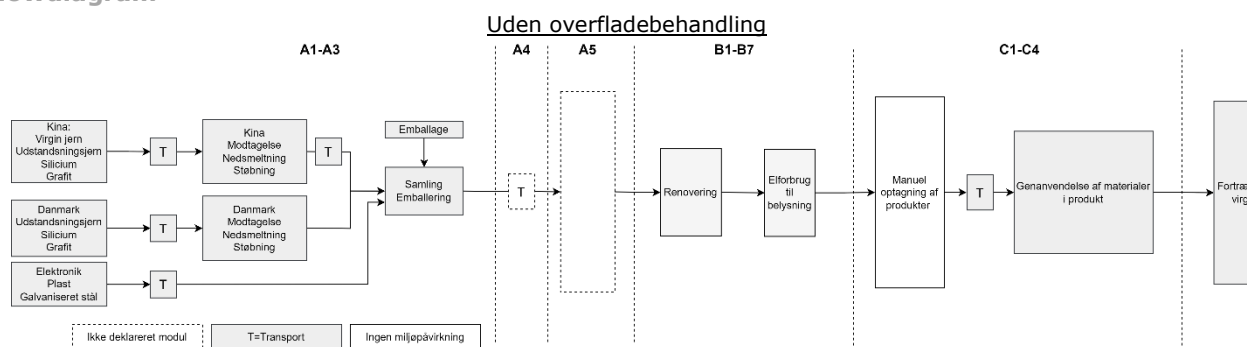 Uden overfladebehandling
A1-A3
A4
A5
B1-B7
C1-C4
Kina:
Virgin jern
Udstandsningsjern
Silicium
Grafit
T
Kina
Modtagelse
Nedsmeltning
Støbning
T
Emballage
Samling
Emballering
T
Renovering
Elforbrug
til
belysning
Manuel
optagning af
produkter
T
Genanvendelse af materialer
i produkt
Danmark
Udstandsningsjern
Silicium
Grafit
T
Danmark
Modtagelse
Nedsmeltning
Støbning
Elektronik
Plast
Galvaniseret stål
T
Ikke deklareret modul
T=Transport
Ingen miljøpåvirkning